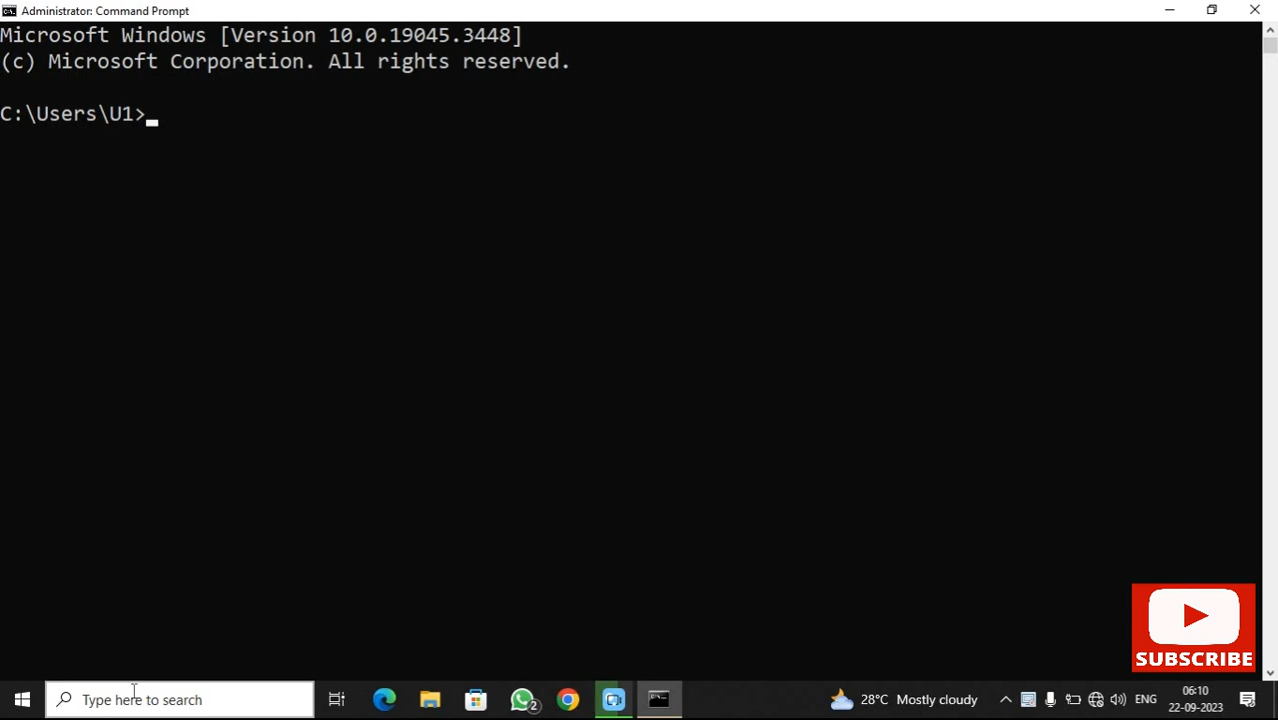 Administrator: Command Prompt
Microsoft Windows [Version 10.0.19045.3448]
(c) Microsoft Corporation. All rights reserved.
C:\Users\U1>
SUBSCRIBE
Type here to search
2
28°C Mostly cloudy
ENG
06:10
22-09-2023